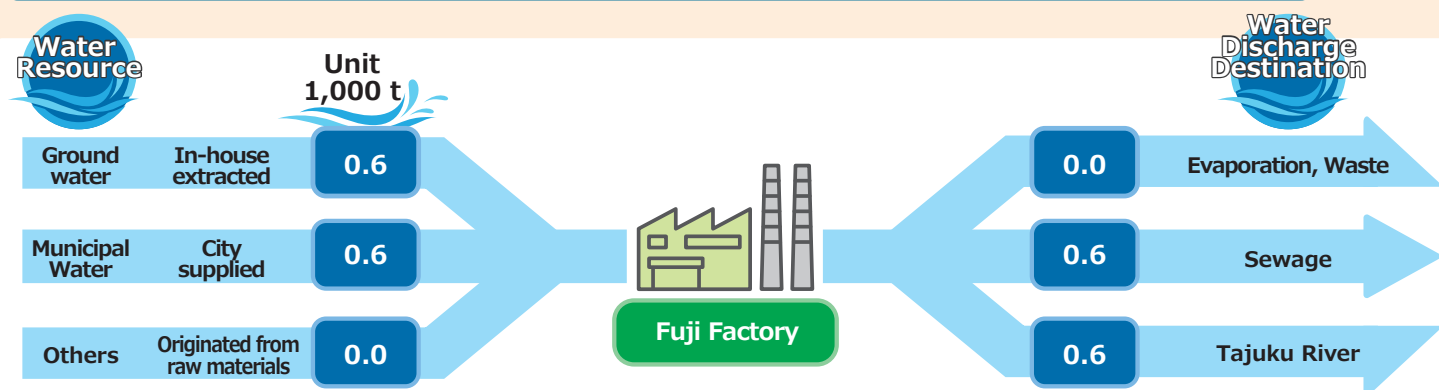 Water
Resource
Unit
1,000 t
Water
Discharge
Destination
Ground
water
In-house
extracted
0.6
0.0
Evaporation, Waste
Municipal
Water
City
supplied
0.6
0.6
Sewage
Fuji Factory
Others
Originated from
raw materials
0.0
0.6
Tajuku River